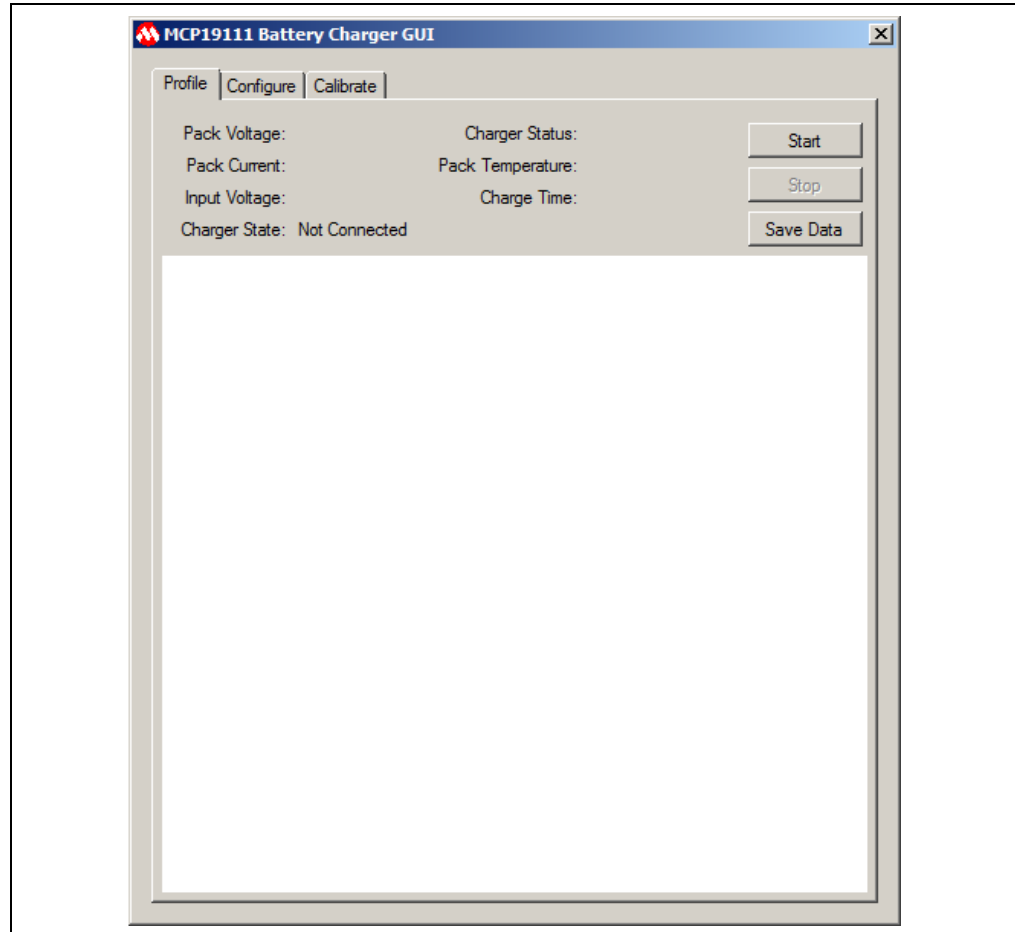 MCP19111 Battery Charger GUI
Profile Configure Calibrate
Pack Voltage: Charger Status: Start
Pack Current: Pack Temperature:
Input Voltage: Charge Time: Stop
Charger State: Not Connected Save Data